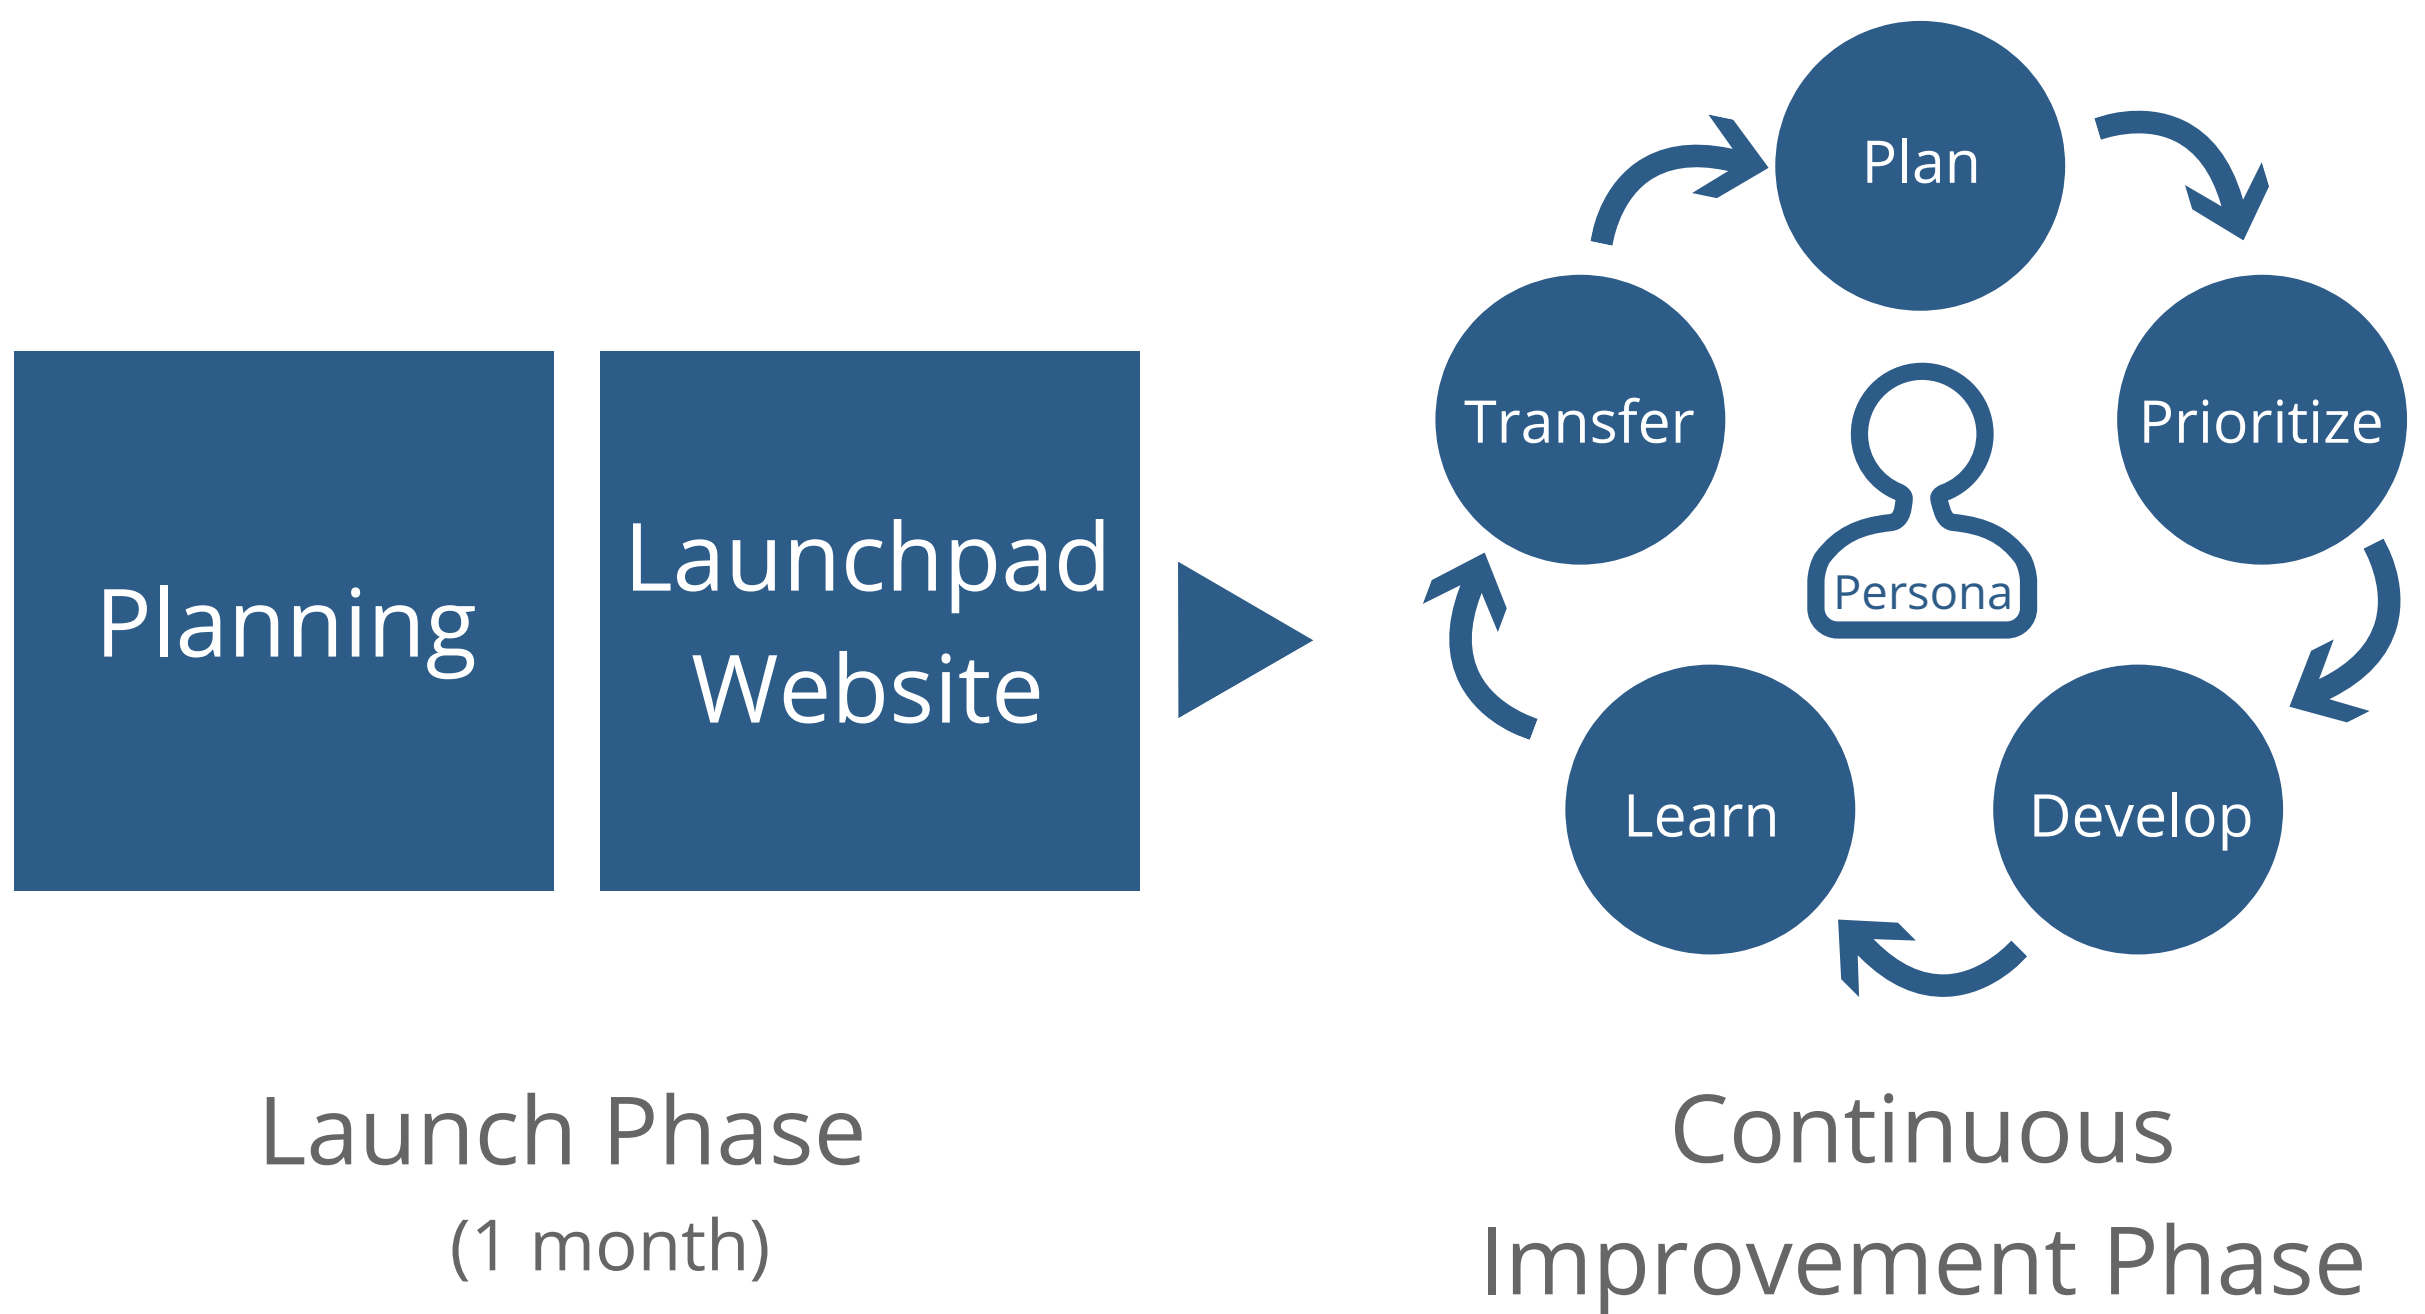 Planning
Launchpad
Website
Plan
Prioritize
Develop
Learn
Transfer
Persona
Launch Phase
(1 month)
Continuous
Improvement Phase